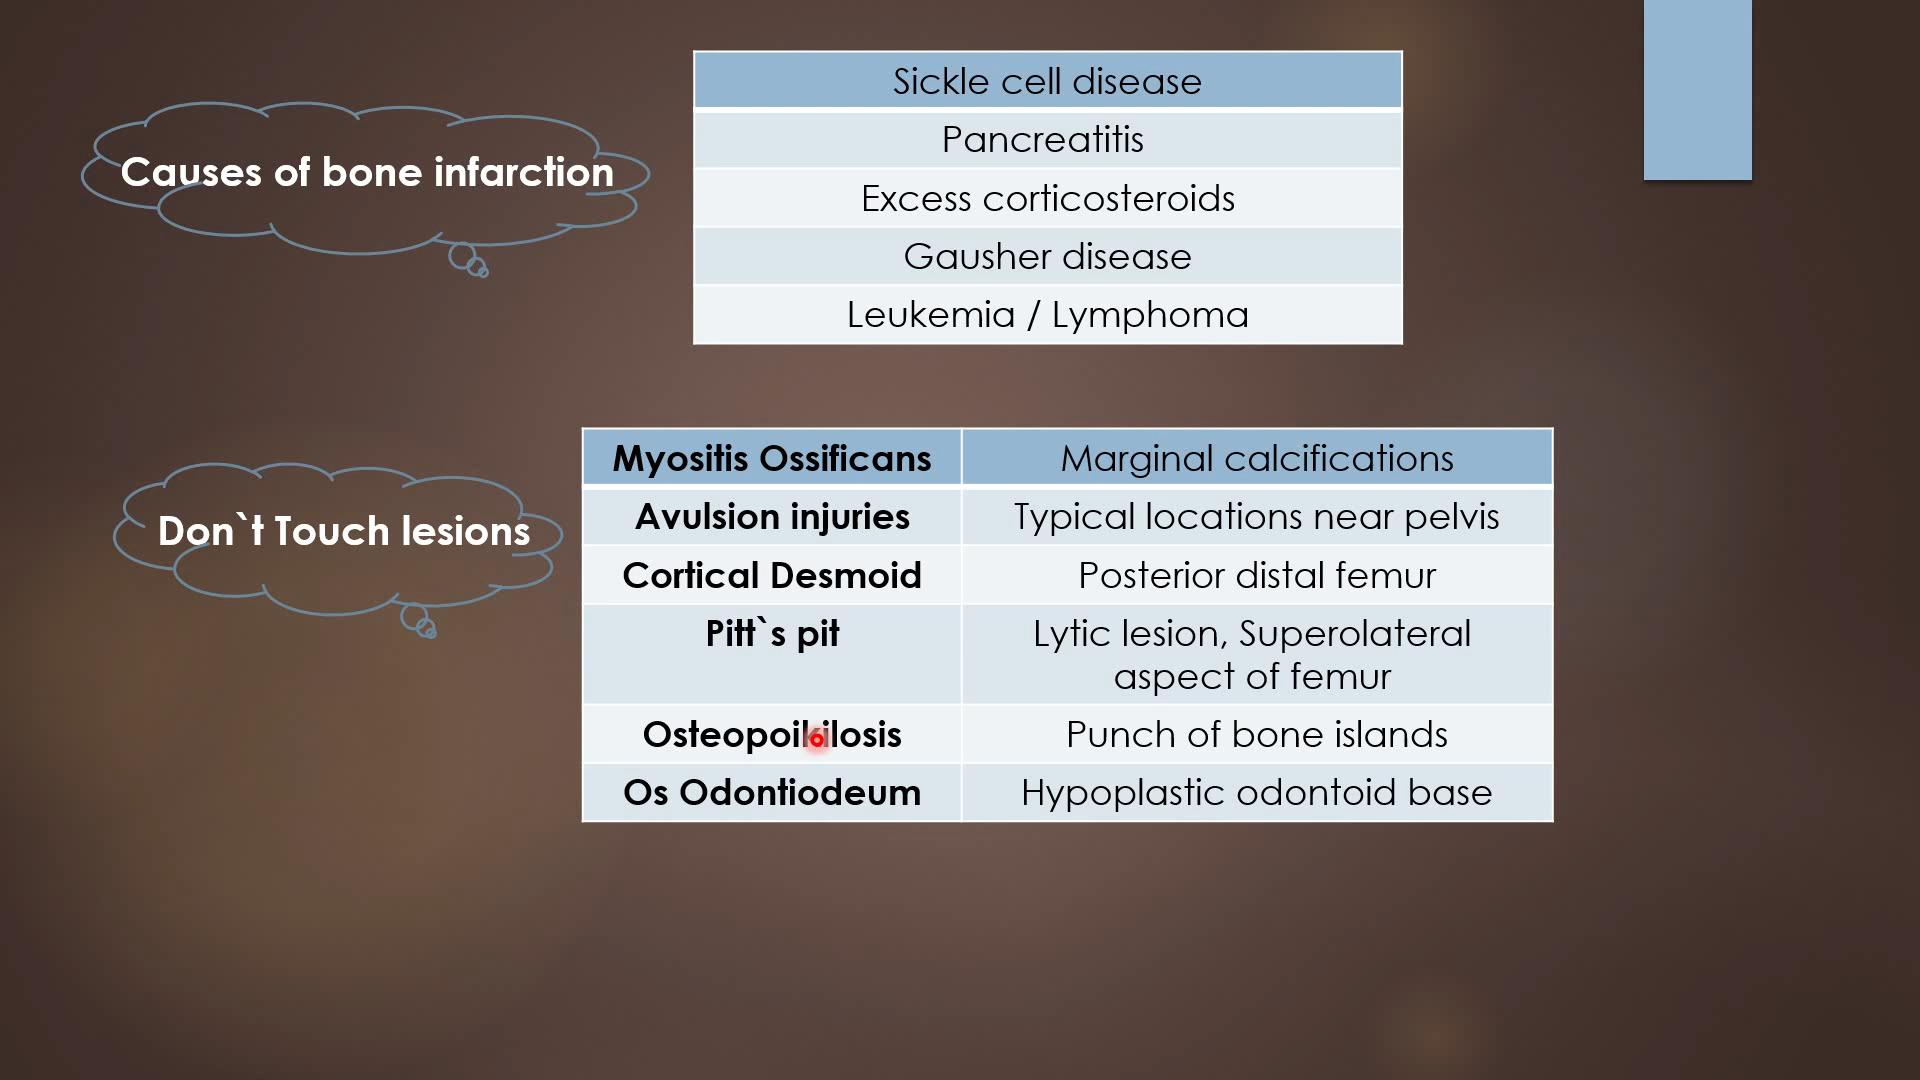 Causes of bone infarction
Sickle cell disease
Pancreatitis
Excess corticosteroids
Gausher disease
Leukemia / Lymphoma
Don`t Touch lesions
Myositis Ossificans Marginal calcifications
Avulsion injuries Typical locations near pelvis
Cortical Desmoid Posterior distal femur
Pitt`s pit Lytic lesion, Superolateral
aspect of femur
Osteopoikilosis Punch of bone islands
Os Odontiodeum Hypoplastic odontoid base